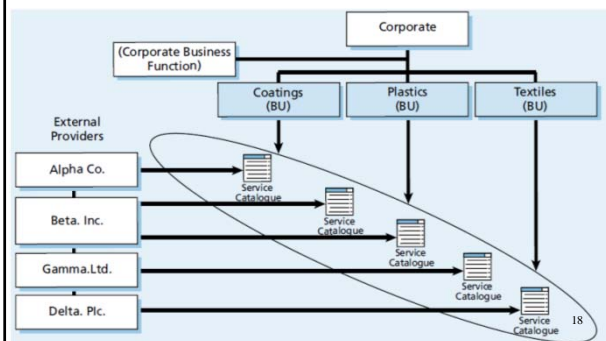 Corporate
(Corporate Business
Function)
Coatings
(BU)
Plastics
(BU)
Textiles
(BU)
External
Providers
Alpha Co.
Beta. Inc.
Gamma.Ltd.
Delta. Plc.
Service
Catalogue
Service
Catalogue
Service
Catalogue
Service
Catalogue
Service
Catalogue
18